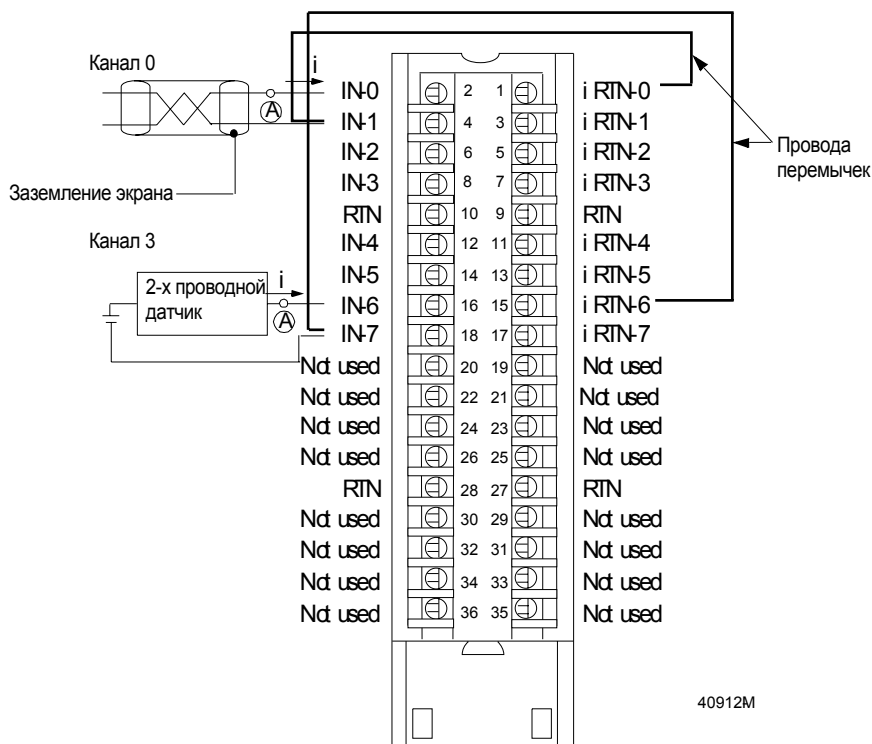 Канал 0
i
A
Заземление экрана
Канал 3
2-х проводной
датчик
i
A
Провода
перемычек
IN-0 2 1 i RTN-0
IN-1 4 3 i RTN-1
IN-2 6 5 i RTN-2
IN-3 8 7 i RTN-3
RTN 10 9 RTN
IN-4 12 11 i RTN-4
IN-5 14 13 i RTN-5
IN-6 16 15 i RTN-6
IN-7 18 17 i RTN-7
Not used 20 19 Not used
Not used 22 21 Not used
Not used 24 23 Not used
Not used 26 25 Not used
RTN 28 27 RTN
Not used 30 29 Not used
Not used 32 31 Not used
Not used 34 33 Not used
Not used 36 35 Not used
40912M